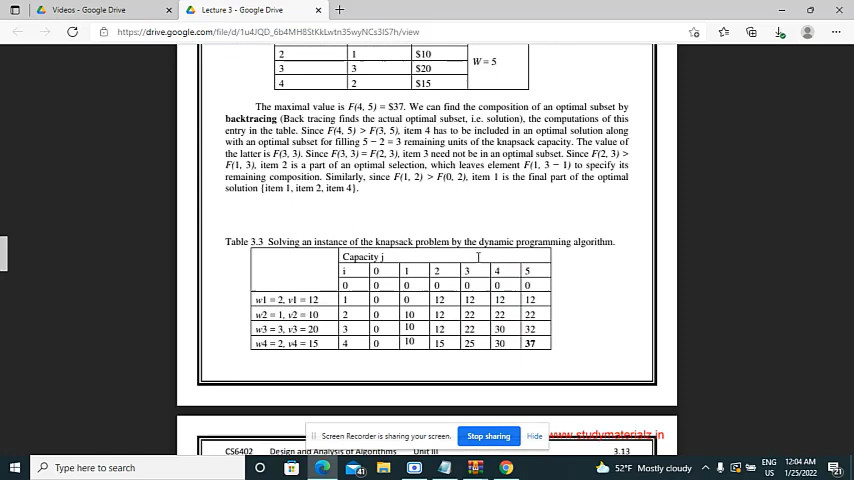 Videos - Google Drive
Lecture 3 - Google Drive
https://drive.google.com/file/d/1u4JQD_6b4MH8StKkLwtn35wyNCs3IS7h/view
2 1 $10
W = 5
3 3 $20
4 2 $15
The maximal value is F(4, 5) = $37. We can find the composition of an optimal subset by
backtracing (Back tracing finds the actual optimal subset, i.e. solution), the computations of this
entry in the table. Since F(4, 5) > F(3, 5), item 4 has to be included in an optimal solution along
with an optimal subset for filling 5 − 2 = 3 remaining units of the knapsack capacity. The value of
the latter is F(3, 3). Since F(3, 3) = F(2, 3), item 3 need not be in an optimal subset. Since F(2, 3) >
F(1, 3), item 2 is a part of an optimal selection, which leaves element F(1, 3 − 1) to specify its
remaining composition. Similarly, since F(1, 2) > F(0, 2), item 1 is the final part of the optimal
solution {item 1, item 2, item 4}.
Table 3.3 Solving an instance of the knapsack problem by the dynamic programming algorithm.
Capacity j
i 0 1 2 3 4 5
0 0 0 0 0 0 0
w1 = 2, v1 = 12 1 0 0 12 12 12 12
w2 = 1, v2 = 10 2 0 10 12 22 22 22
w3 = 3, v3 = 20 3 0 10 12 22 30 32
w4 = 2, v4 = 15 4 0 10 15 25 30 37
Screen Recorder is sharing your screen. Stop sharing Hide
www.studymaterialz.in
CS6402 Design and Analysis of Algorithms Unit III 3.13
Type here to search
41
52°F Mostly cloudy
ENG
US
12:04 AM
1/25/2022
21